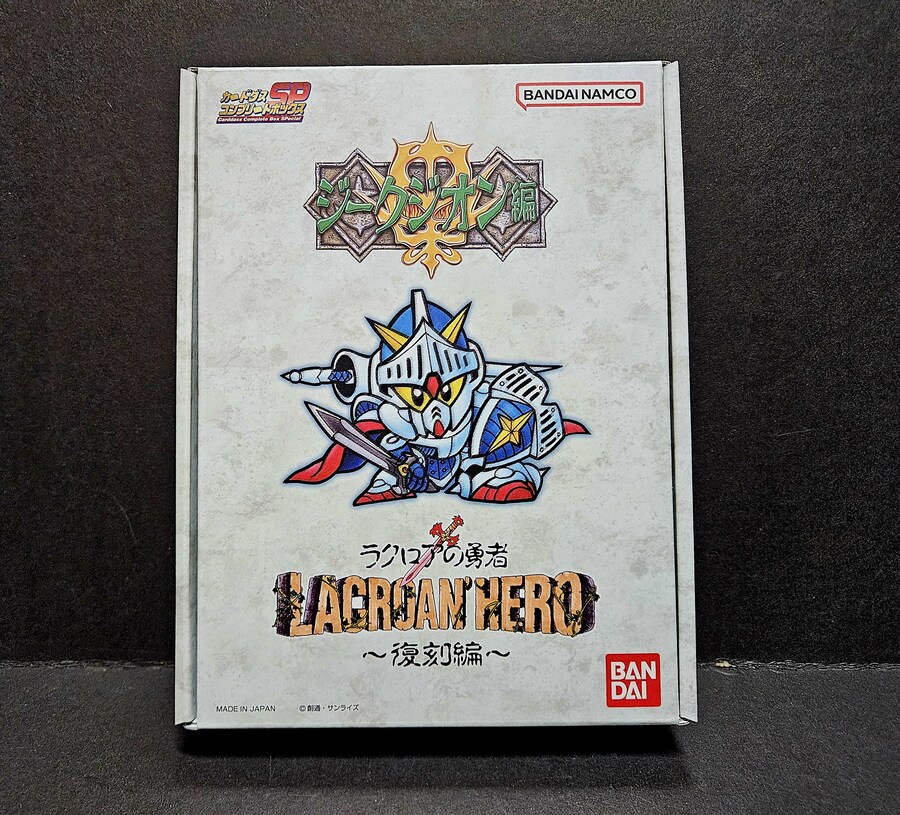 カードダス SP
コンプリートボックス
Carddass Complete Box SPecial
BANDAI NAMCO
ジークジオン編
ラクロアの勇者
LACROAN' HERO
～復刻編～
BAN
DAI
MADE IN JAPAN
©創通・サンライズ